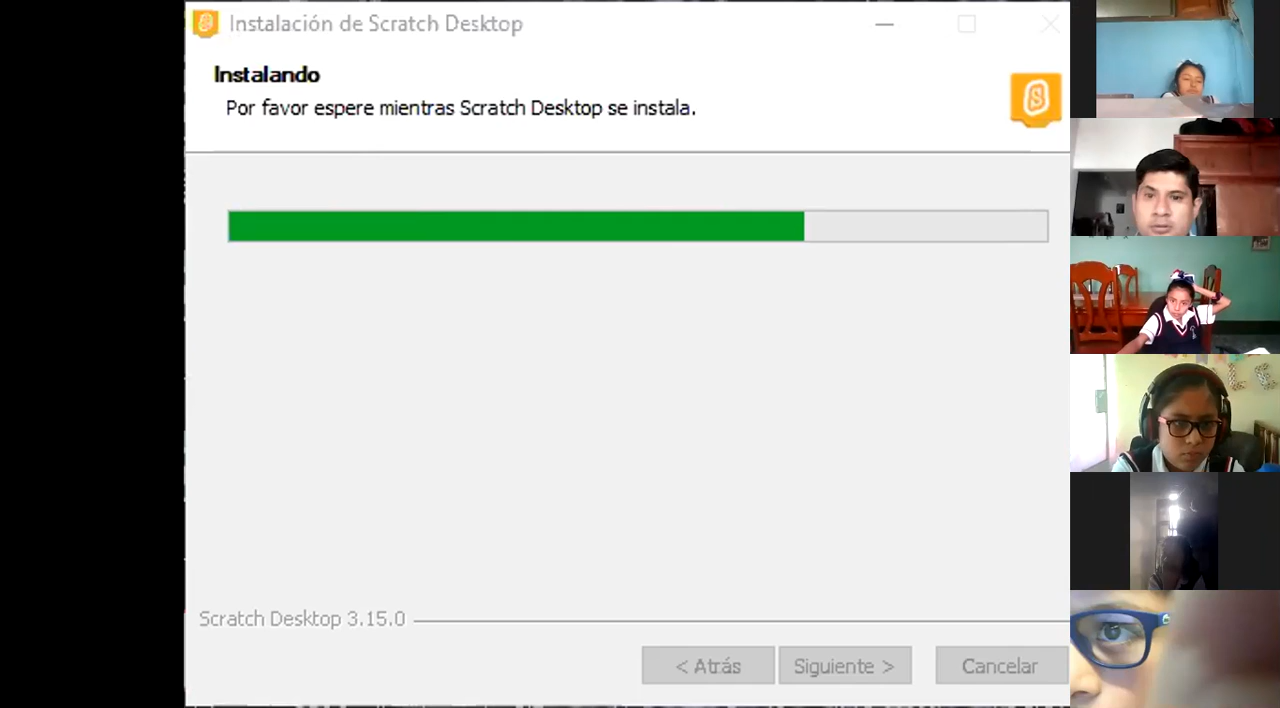 Instalación de Scratch Desktop
Instalando
Por favor espere mientras Scratch Desktop se instala.
Scratch Desktop 3.15.0
< Atrás
Siguiente >
Cancelar
LE